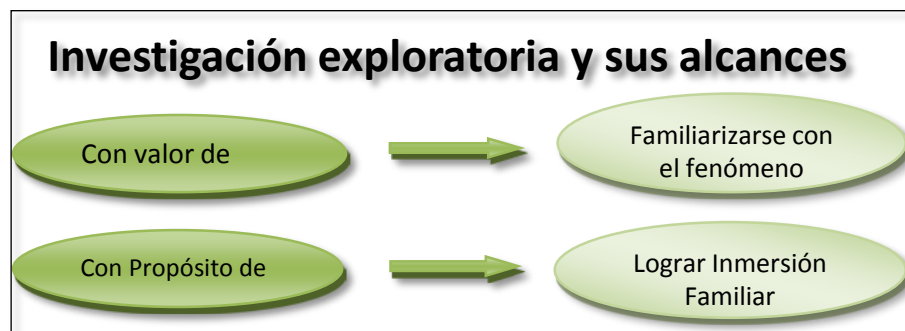 Investigación exploratoria y sus alcances
Con valor de
Familiarizarse con
el fenómeno
Con Propósito de
Lograr Inmersión
Familiar